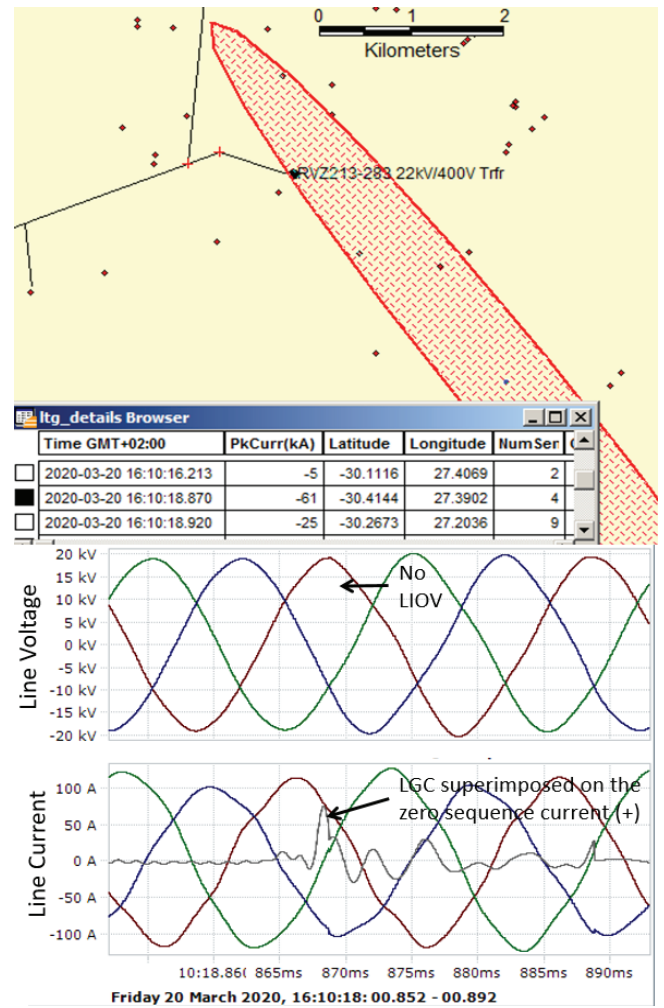 0 1 2
Kilometers
RVZ213-283 22kV/400V Trfr
ltg_details Browser
Time GMT+02:00 PkCurr(kA) Latitude Longitude NumSer
2020-03-20 16:10:16.213 -5 -30.1116 27.4069 2
2020-03-20 16:10:18.870 -61 -30.4144 27.3902 4
2020-03-20 16:10:18.920 -25 -30.2673 27.2036 9
Line Voltage
20 kV
15 kV
10 kV
5 kV
0 kV
-5 kV
-10 kV
-15 kV
-20 kV
No
LIOV
Line Current
100 A
50 A
0 A
-50 A
-100 A
LGC superimposed on the
zero sequence current (+)
10:18.860 865ms 870ms 875ms 880ms 885ms 890ms
Friday 20 March 2020, 16:10:18: 00.852 - 00.892